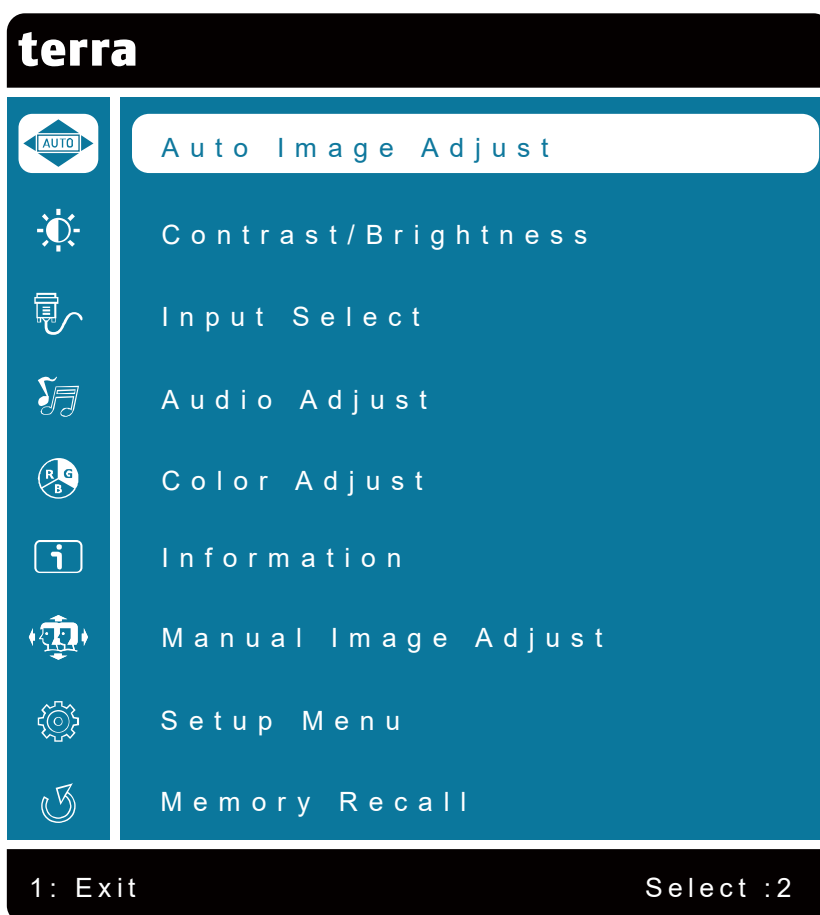 terra
AUTO
Auto Image Adjust
Contrast/Brightness
Input Select
Audio Adjust
R G
B
Color Adjust
i
Information
Manual Image Adjust
Setup Menu
Memory Recall
1: Exit
Select :2